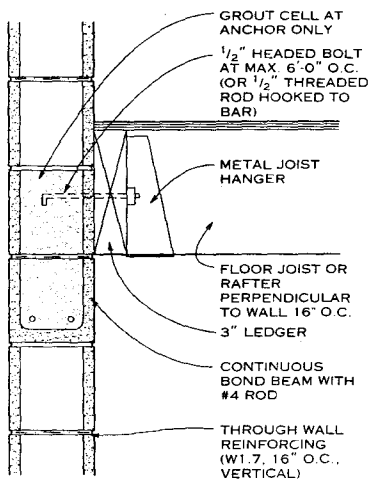 GROUT CELL AT
ANCHOR ONLY
1/2" HEADED BOLT
AT MAX. 6'-0" O.C.
(OR 1/2" THREADED
ROD HOOKED TO
BAR)
METAL JOIST
HANGER
FLOOR JOIST OR
RAFTER
PERPENDICULAR
TO WALL 16" O.C.
3" LEDGER
CONTINUOUS
BOND BEAM WITH
#4 ROD
THROUGH WALL
REINFORCING
(W1.7, 16" O.C.,
VERTICAL)